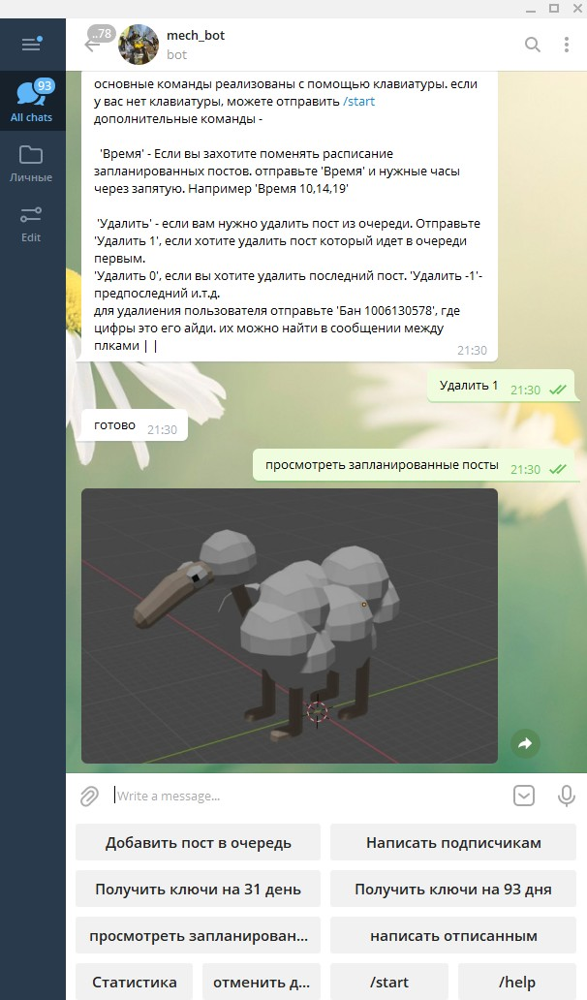 ..78
mech_bot
bot
93
All chats
Личные
Edit
основные команды реализованы с помощью клавиатуры. если
у вас нет клавиатуры, можете отправить /start
дополнительные команды -
'Время' - Если вы захотите поменять расписание
запланированных постов. отправьте 'Время' и нужные часы
через запятую. Например 'Время 10,14,19'
'Удалить' - если вам нужно удалить пост из очереди. Отправьте
'Удалить 1', если хотите удалить пост который идет в очереди
первым.
'Удалить 0', если вы хотите удалить последний пост. 'Удалить -1'-
предпоследний и.т.д.
для удалиения пользователя отправьте 'Бан 1006130578', где
цифры это его айди. их можно найти в сообщении между
плками | |
21:30
Удалить 1 21:30
готово 21:30
просмотреть запланированные посты 21:30
Write a message...
Добавить пост в очередь
Написать подписчикам
Получить ключи на 31 день
Получить ключи на 93 дня
просмотреть запланирован...
написать отписанным
Статистика
отменить д...
/start
/help